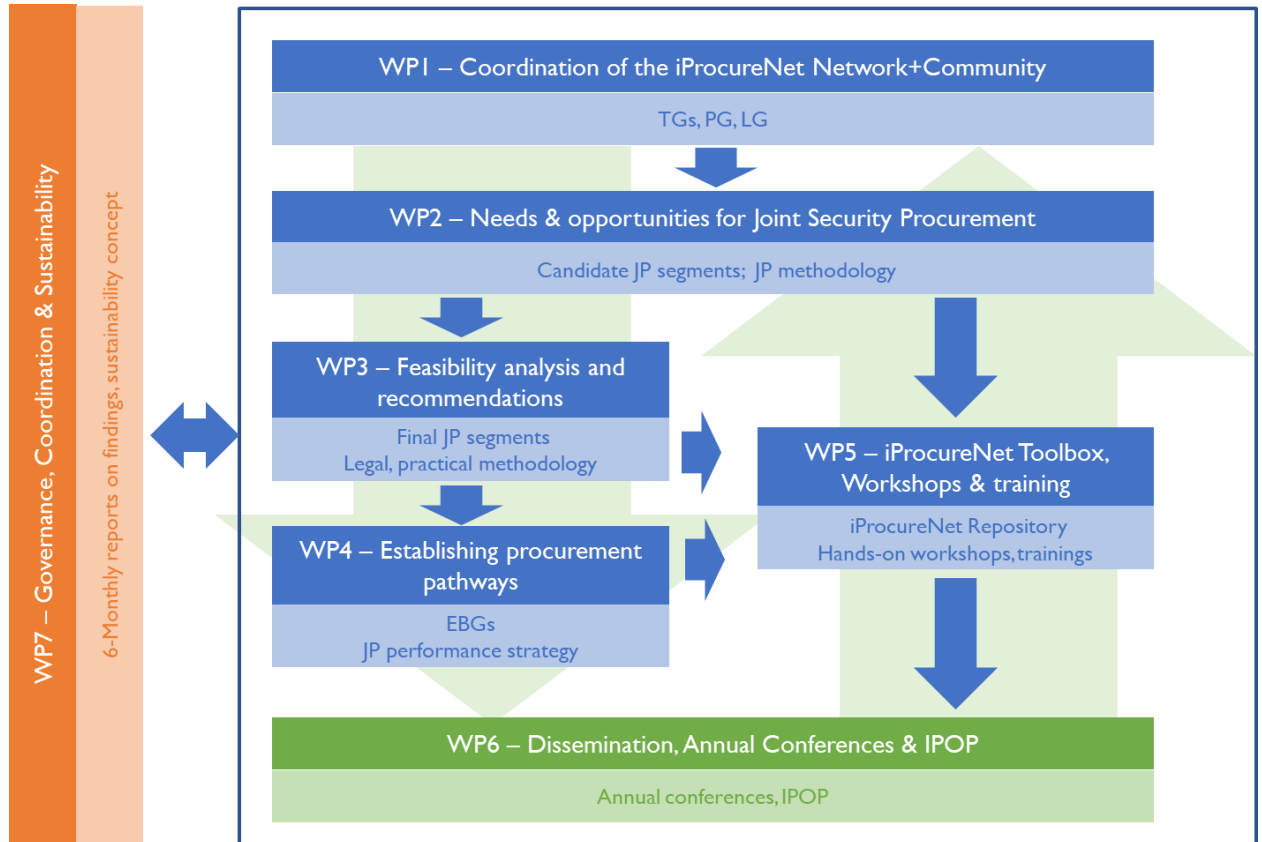 WP7 – Governance, Coordination & Sustainability
6-Monthly reports on findings, sustainability concept
WP1 – Coordination of the iProcureNet Network+Community
TGs, PG, LG
WP2 – Needs & opportunities for Joint Security Procurement
Candidate JP segments; JP methodology
WP3 – Feasibility analysis and
recommendations
Final JP segments
Legal, practical methodology
WP4 – Establishing procurement
pathways
EBGs
JP performance strategy
WP5 – iProcureNet Toolbox,
Workshops & training
iProcureNet Repository
Hands-on workshops, trainings
WP6 – Dissemination, Annual Conferences & IPOP
Annual conferences, IPOP